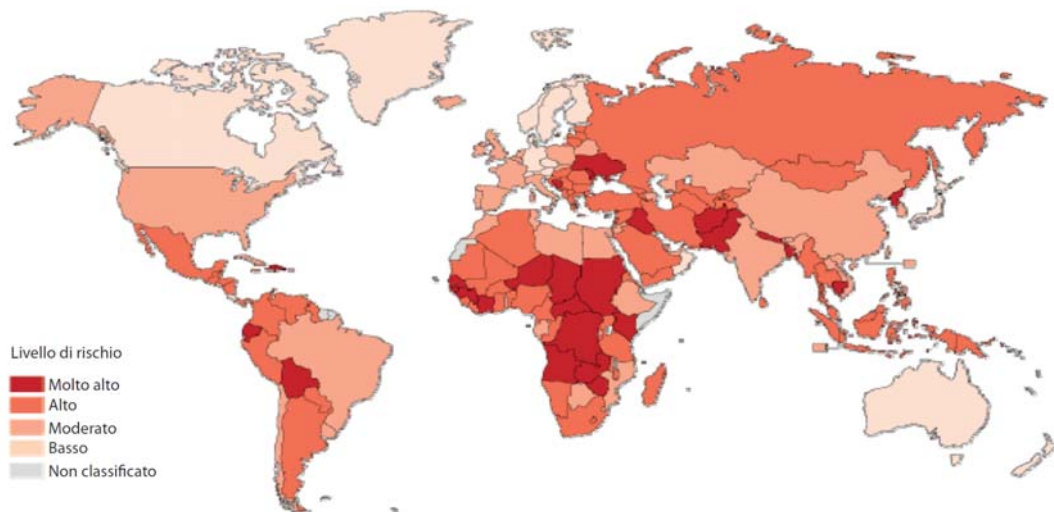 Livello di rischio
Molto alto
Alto
Moderato
Basso
Non classificato